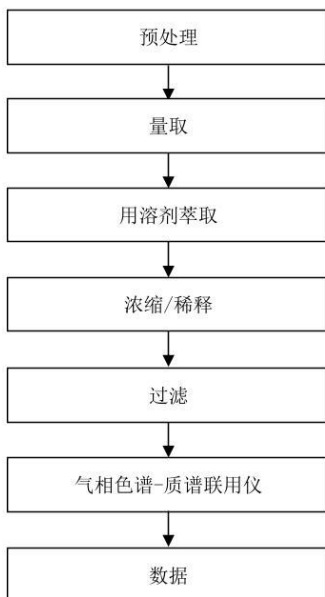 预处理
量取
用溶剂萃取
浓缩/稀释
过滤
气相色谱-质谱联用仪
数据